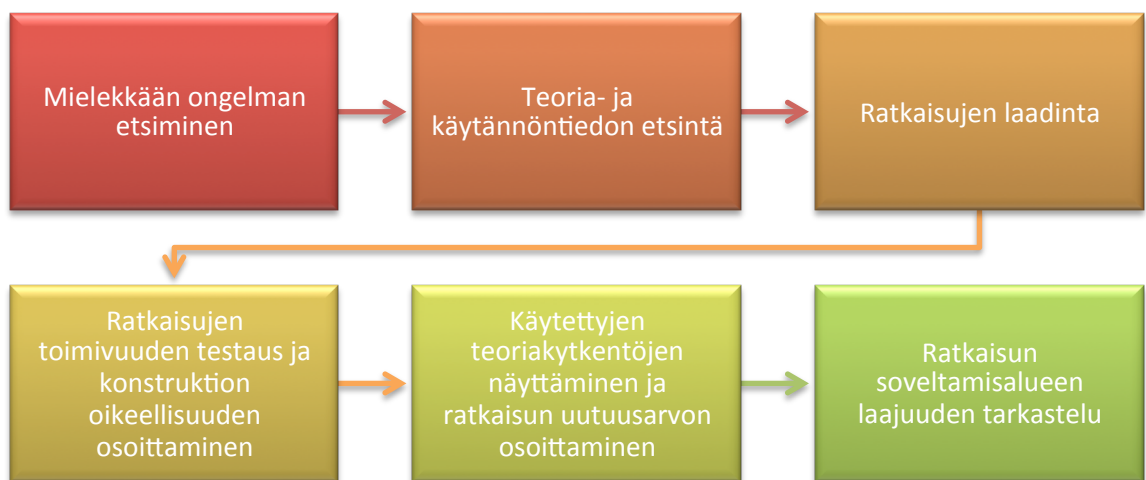 Mielekkään ongelman
etsiminen
Teoria- ja
käytännöntiedon etsintä
Ratkaisujen laadinta
Ratkaisujen
toimivuuden testaus ja
konstruktion
oikeellisuuden
osoittaminen
Käytettyjen
teoriakytkentöjen
näyttäminen ja
ratkaisun uutuusarvon
osoittaminen
Ratkaisun
soveltamisalueen
laajuuden tarkastelu